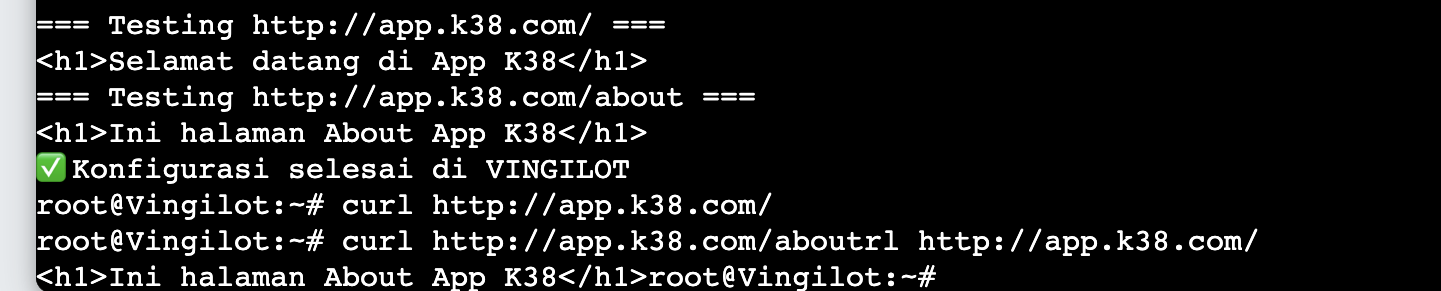 === Testing http://app.k38.com/ ===
<h1>Selamat datang di App K38</h1>
=== Testing http://app.k38.com/about ===
<h1>Ini halaman About App K38</h1>
✅Konfigurasi selesai di VINGILOT
root@Vingilot:~# curl http://app.k38.com/
root@Vingilot:~# curl http://app.k38.com/aboutrl http://app.k38.com/
<h1>Ini halaman About App K38</h1>root@Vingilot:~#